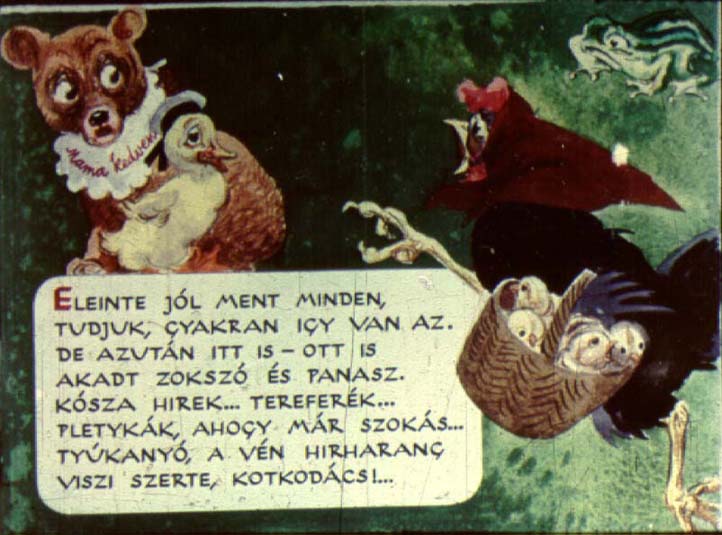 Mama kedven
ELEINTE JÓL MENT MINDEN,
TUDJUK, GYAKRAN IGY VAN AZ.
DE AZUTÁN ITT IS – OTT IS
AKADT ZOKSZÓ ÉS PANASZ.
KÓSZA HIREK... TEREFERÉK...
PLETYKÁK, AHOGY MÁR SZOKÁS...
TYÚKANYÓ, A VÉN HIRHARANG
VISZI SZERTE, KOTKODÁCS!...